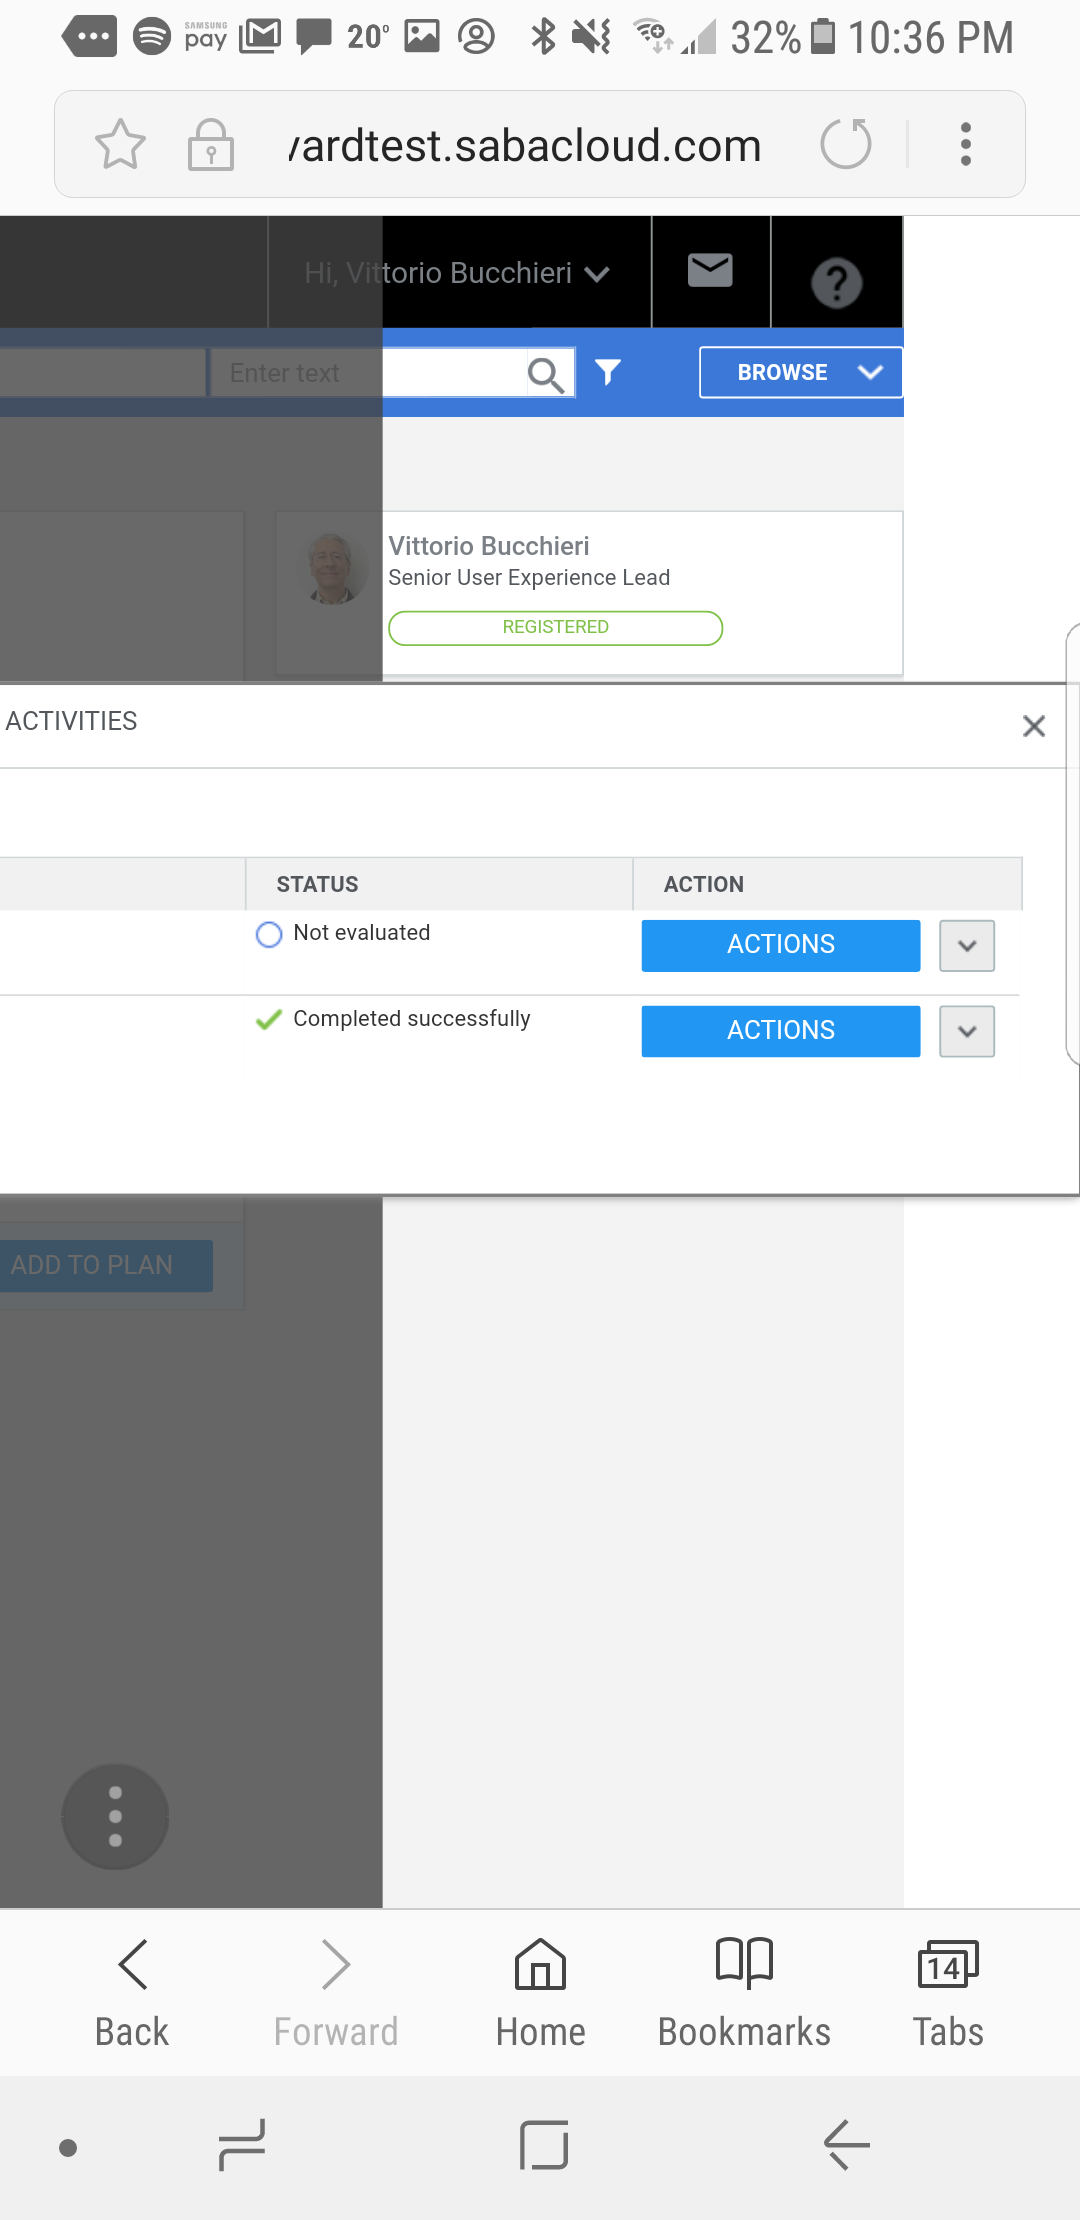 SAMSUNG
pay
20°
32%
10:36 PM
ardtest.sabacloud.com
Hi, Vittorio Bucchieri
Enter text
BROWSE
Vittorio Bucchieri
Senior User Experience Lead
REGISTERED
ACTIVITIES
STATUS
ACTION
Not evaluated
ACTIONS
Completed successfully
ACTIONS
ADD TO PLAN
14
Back
Forward
Home
Bookmarks
Tabs